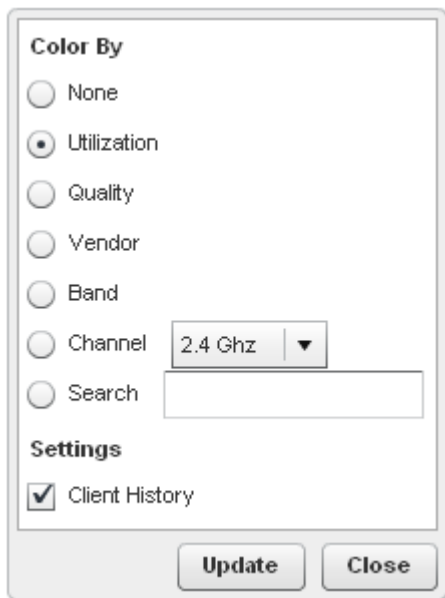 Color By
None
Utilization
Quality
Vendor
Band
Channel 2.4 Ghz
Search
Settings
Client History
Update Close